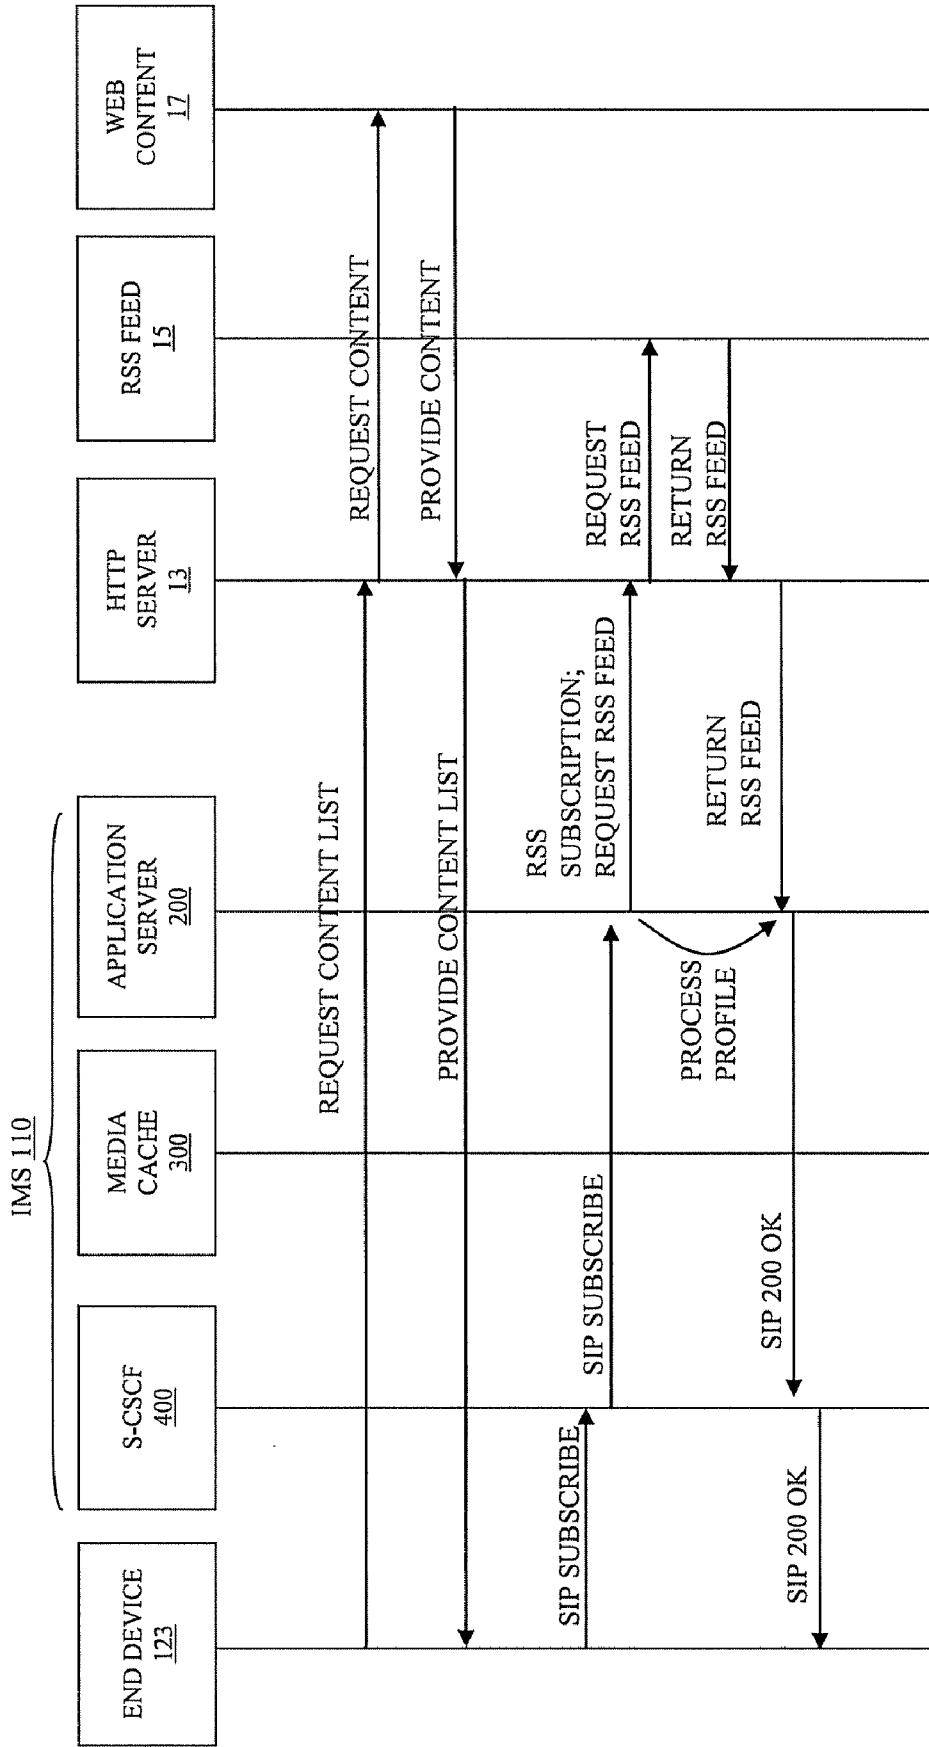 IMS 110
END DEVICE
123
S-CSCF
400
MEDIA
CACHE
300
APPLICATION
SERVER
200
HTTP
SERVER
13
RSS FEED
15
WEB
CONTENT
17
REQUEST CONTENT LIST
REQUEST CONTENT
PROVIDE CONTENT
PROVIDE CONTENT LIST
SIP SUBSCRIBE
SIP SUBSCRIBE
RSS
SUBSCRIPTION;
REQUEST RSS FEED
REQUEST
RSS FEED
RETURN
RSS FEED
PROCESS
PROFILE
RETURN
RSS FEED
SIP 200 OK
SIP 200 OK